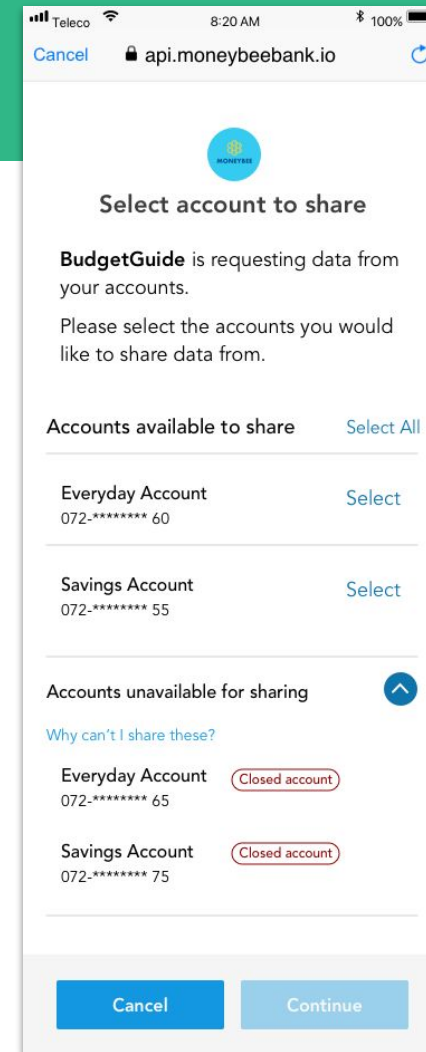 Teleco 8:20 AM 100%
Cancel api.moneybeebank.io
MONEYBEE
Select account to share
BudgetGuide is requesting data from
your accounts.
Please select the accounts you would
like to share data from.
Accounts available to share Select All
Everyday Account Select
072-******** 60
Savings Account Select
072-******** 55
Accounts unavailable for sharing
Why can't I share these?
Everyday Account Closed account
072-******** 65
Savings Account Closed account
072-******** 75
Cancel Continue